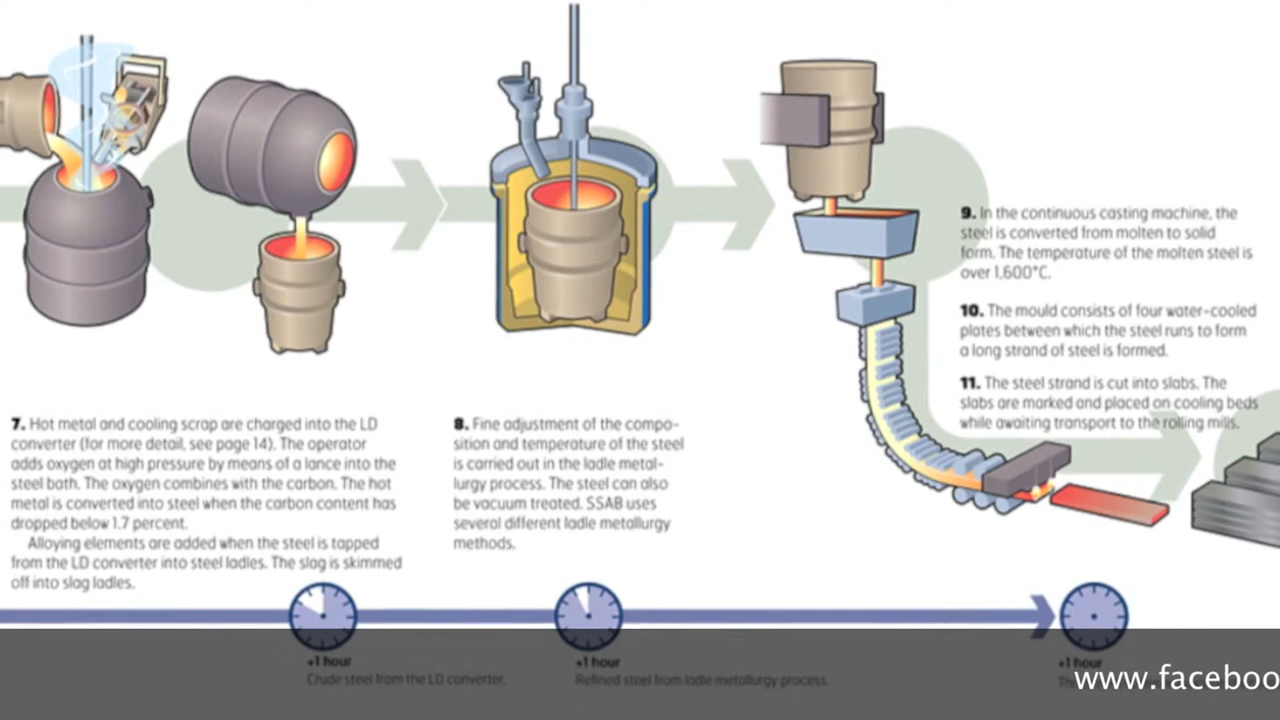 7. Hot metal and cooling scrap are charged into the LD
converter (for more detail, see page 14). The operator
adds oxygen at high pressure by means of a lance into the
steel bath. The oxygen combines with the carbon. The hot
metal is converted into steel when the carbon content has
dropped below 1.7 percent.
Alloying elements are added when the steel is tapped
from the LD converter into steel ladles. The slag is skimmed
off into slag ladles.
8. Fine adjustment of the compo-
sition and temperature of the steel
is carried out in the ladle metal-
lurgy process. The steel can also
be vacuum treated. SSAB uses
several different ladle metallurgy
methods.
9. In the continuous casting machine, the
steel is converted from molten to solid
form. The temperature of the molten steel is
over 1,600°C.
10. The mould consists of four water-cooled
plates between which the steel runs to form
a long strand of steel is formed.
11. The steel strand is cut into slabs. The
slabs are marked and placed on cooling beds
while awaiting transport to the rolling mills.
+1 hour
Crude steel from the LD converter.
+1 hour
Refined steel from ladle metallurgy process.
+1 hour
www.faceboo